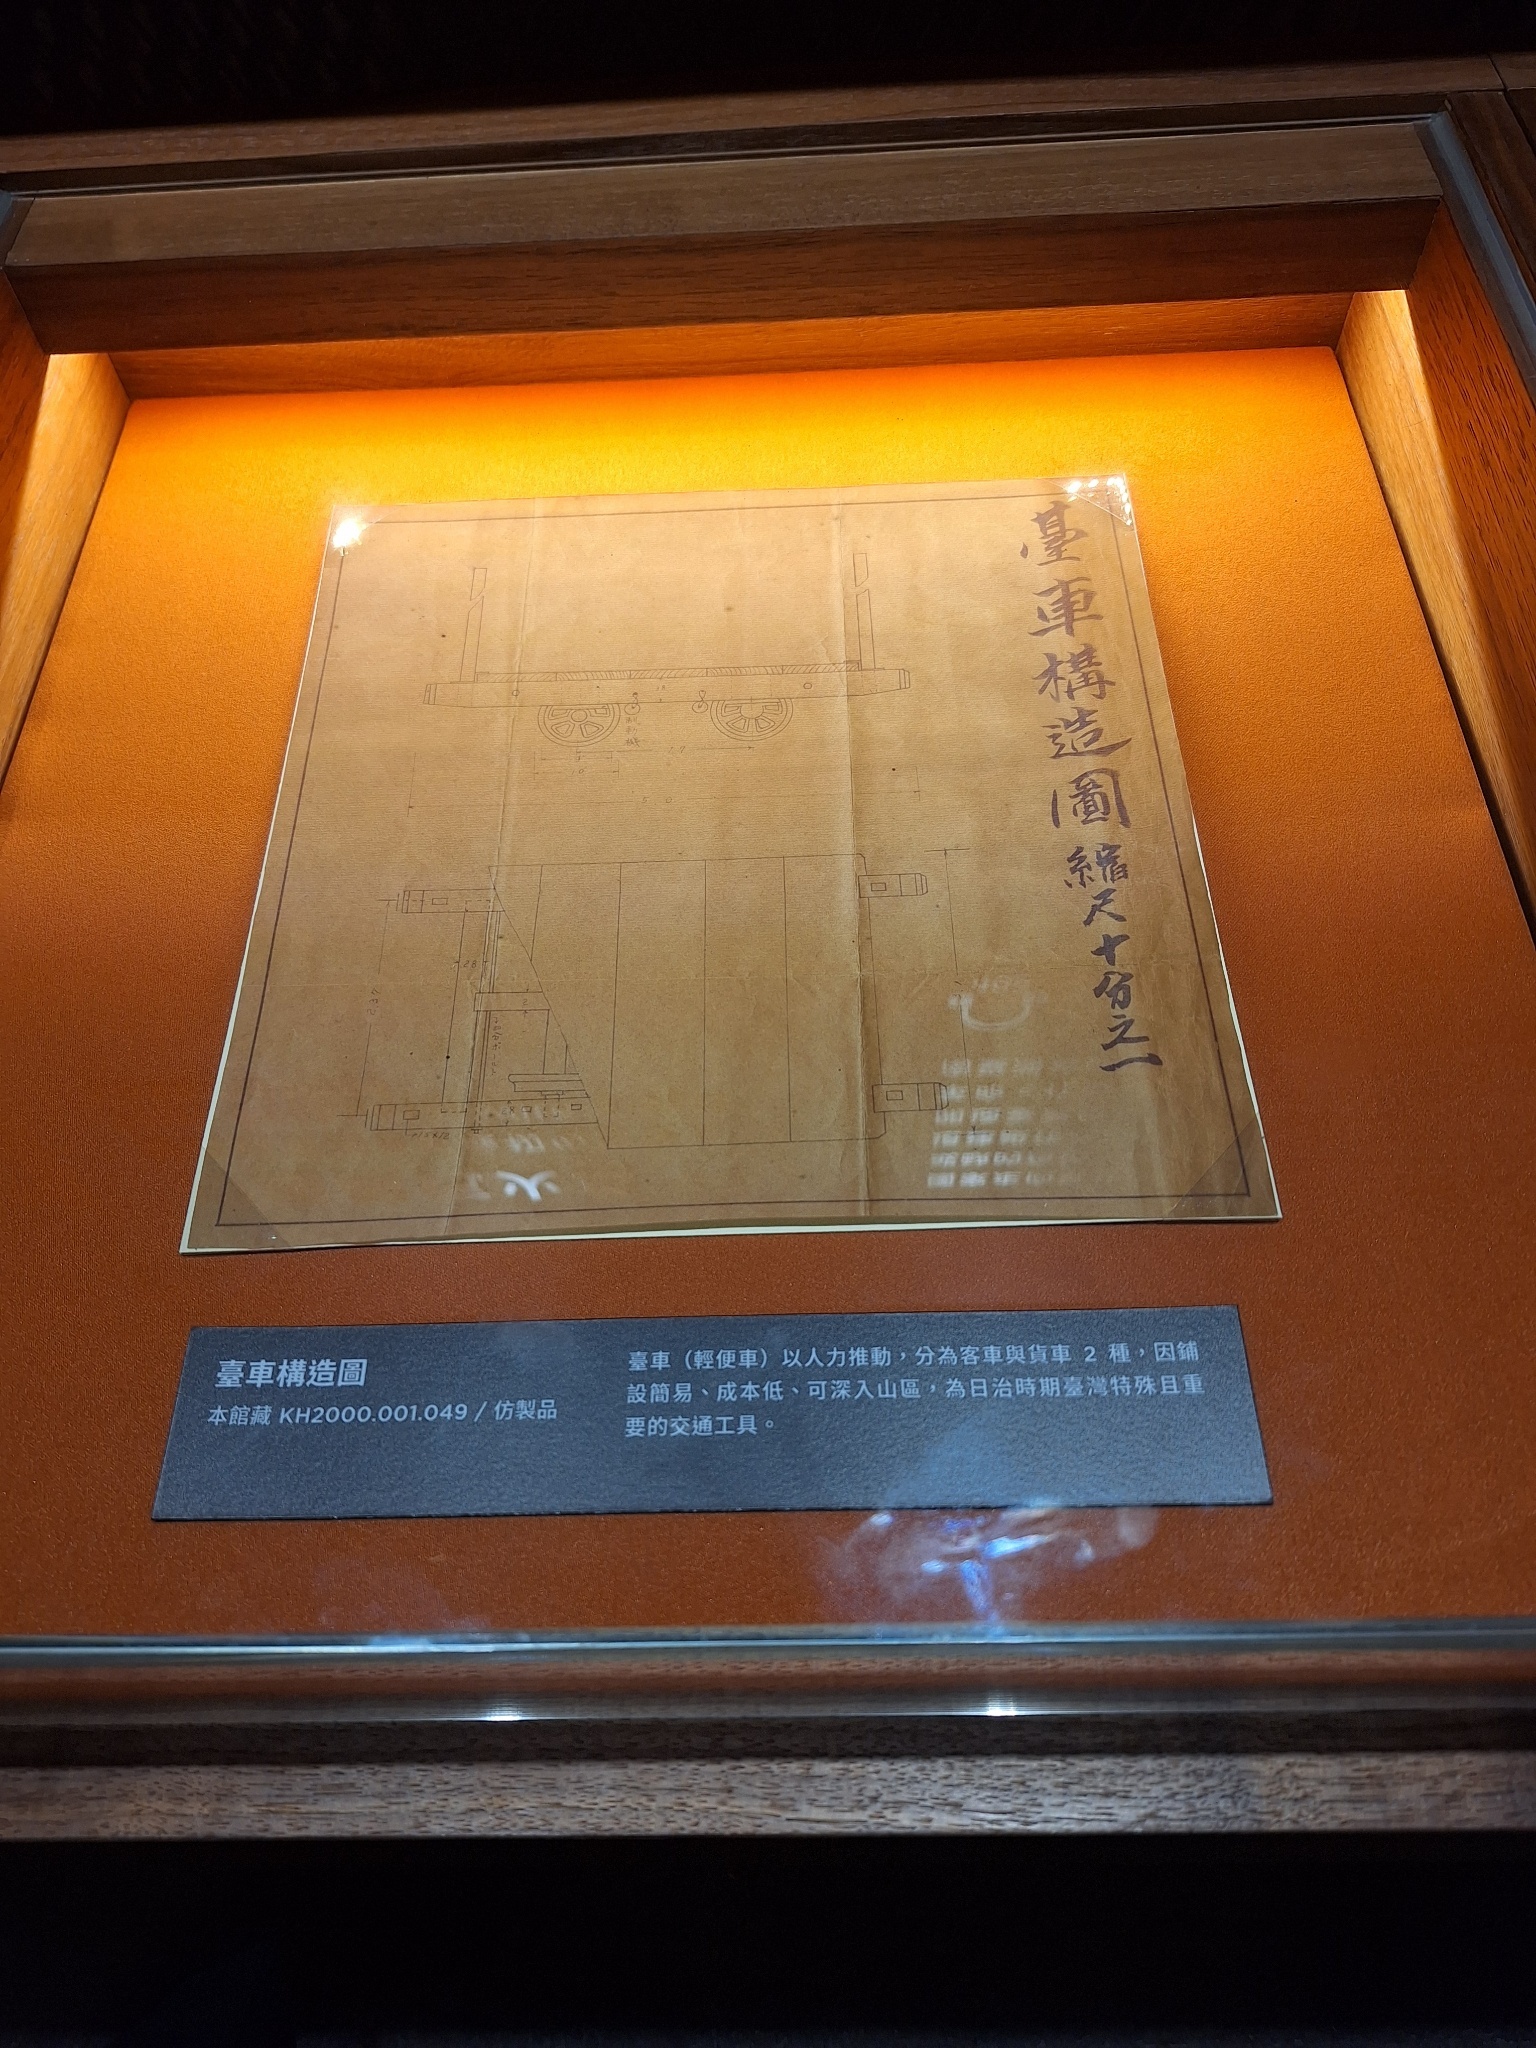 臺車構造圖 縮尺十分之一
制動機
臺車構造圖
本館藏 KH2000.001.049 / 仿製品
臺車（輕便車）以人力推動，分為客車與貨車 2 種，因鋪
設簡易、成本低、可深入山區，為日治時期臺灣特殊且重
要的交通工具。